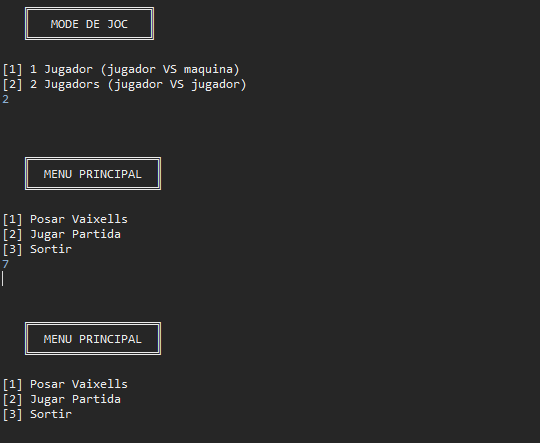 MODE DE JOC
[1] 1 Jugador (jugador VS maquina)
[2] 2 Jugadors (jugador VS jugador)
2
MENU PRINCIPAL
[1] Posar Vaixells
[2] Jugar Partida
[3] Sortir
7
MENU PRINCIPAL
[1] Posar Vaixells
[2] Jugar Partida
[3] Sortir